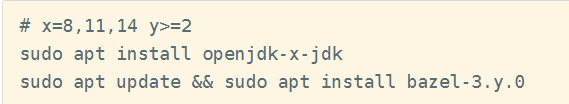 # x=8,11,14 y>=2
sudo apt install openjdk-x-jdk
sudo apt update && sudo apt install bazel-3.y.0